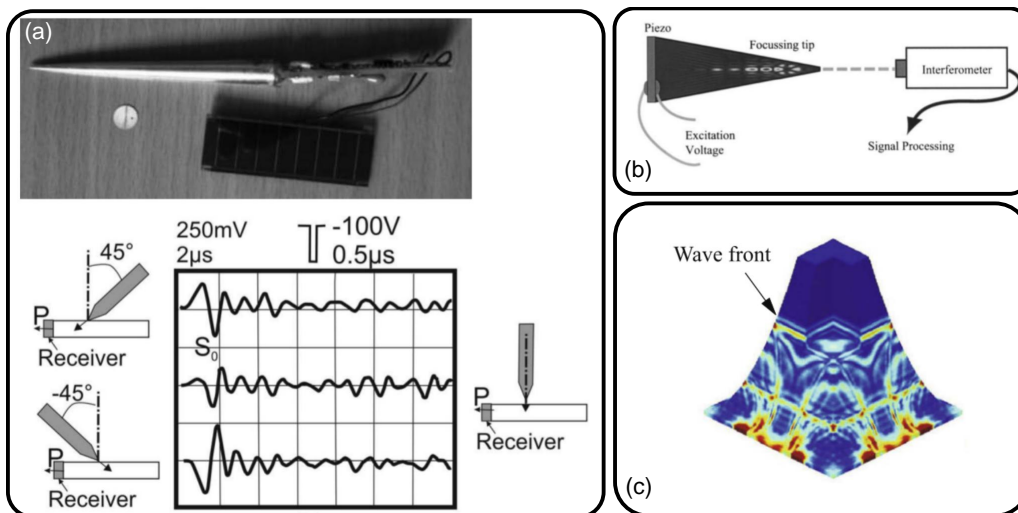 (a)
250mV
2µs
-100V
0.5µs
45°
P
Receiver
-45°
P
Receiver
S0
P
Receiver
Piezo
Focussing tip
Interferometer
Excitation
Voltage
Signal Processing
(b)
Wave front
(c)